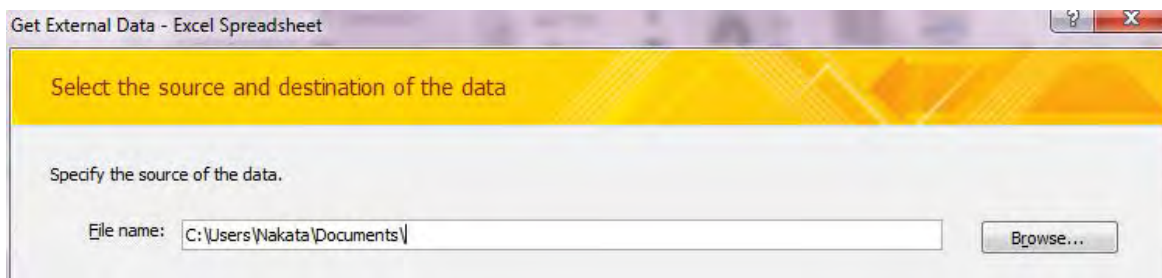 Get External Data - Excel Spreadsheet
Select the source and destination of the data
Specify the source of the data.
File name: C:\Users\Nakata\Documents\
Browse...